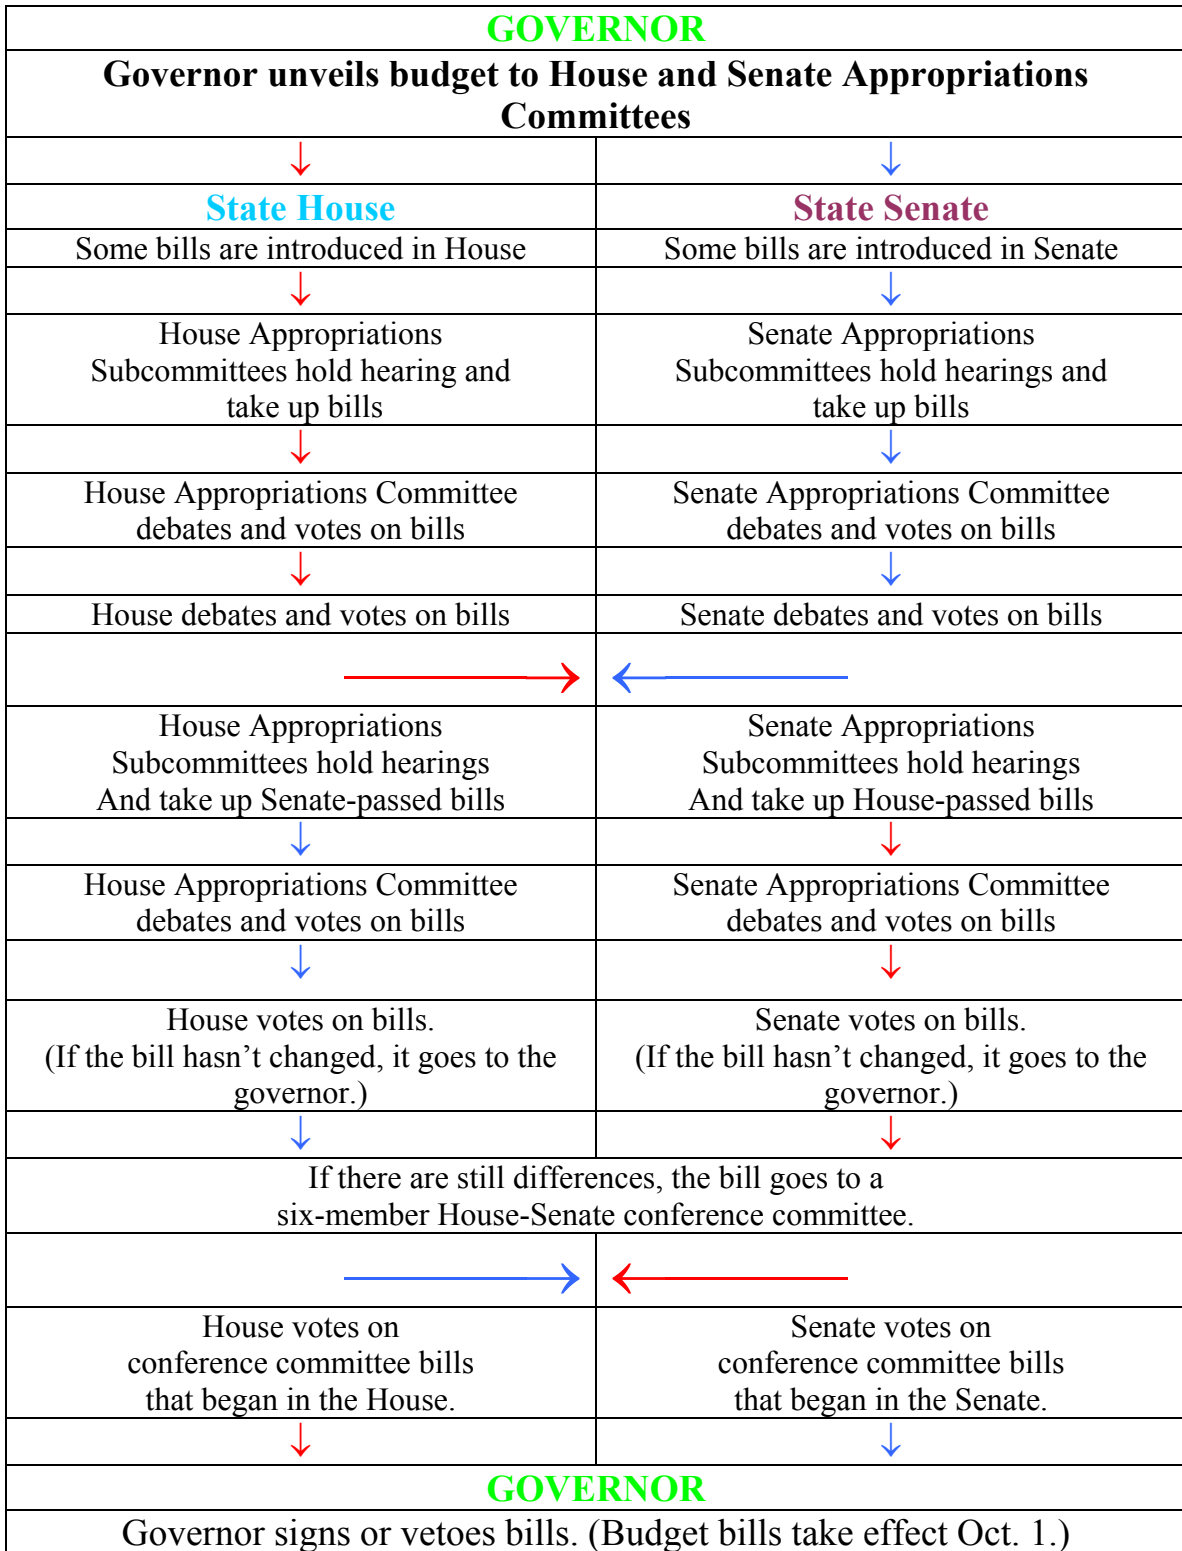 GOVERNOR
Governor unveils budget to House and Senate Appropriations
Committees
↓ ↓
State House State Senate
Some bills are introduced in House Some bills are introduced in Senate
↓ ↓
House Appropriations
Subcommittees hold hearing and
take up bills
Senate Appropriations
Subcommittees hold hearings and
take up bills
↓ ↓
House Appropriations Committee
debates and votes on bills
Senate Appropriations Committee
debates and votes on bills
↓ ↓
House debates and votes on bills Senate debates and votes on bills
House Appropriations
Subcommittees hold hearings
And take up Senate-passed bills
Senate Appropriations
Subcommittees hold hearings
And take up House-passed bills
↓ ↓
House Appropriations Committee
debates and votes on bills
Senate Appropriations Committee
debates and votes on bills
↓ ↓
House votes on bills.
(If the bill hasn't changed, it goes to the
governor.)
Senate votes on bills.
(If the bill hasn't changed, it goes to the
governor.)
↓ ↓
If there are still differences, the bill goes to a
six-member House-Senate conference committee.
House votes on
conference committee bills
that began in the House.
Senate votes on
conference committee bills
that began in the Senate.
↓ ↓
GOVERNOR
Governor signs or vetoes bills. (Budget bills take effect Oct. 1.)